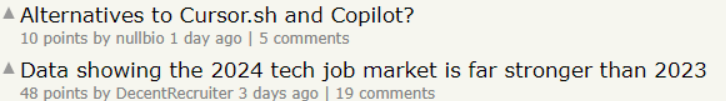 Alternatives to Cursor.sh and Copilot?
10 points by nullbio 1 day ago | 5 comments
Data showing the 2024 tech job market is far stronger than 2023
48 points by DecentRecruiter 3 days ago | 19 comments